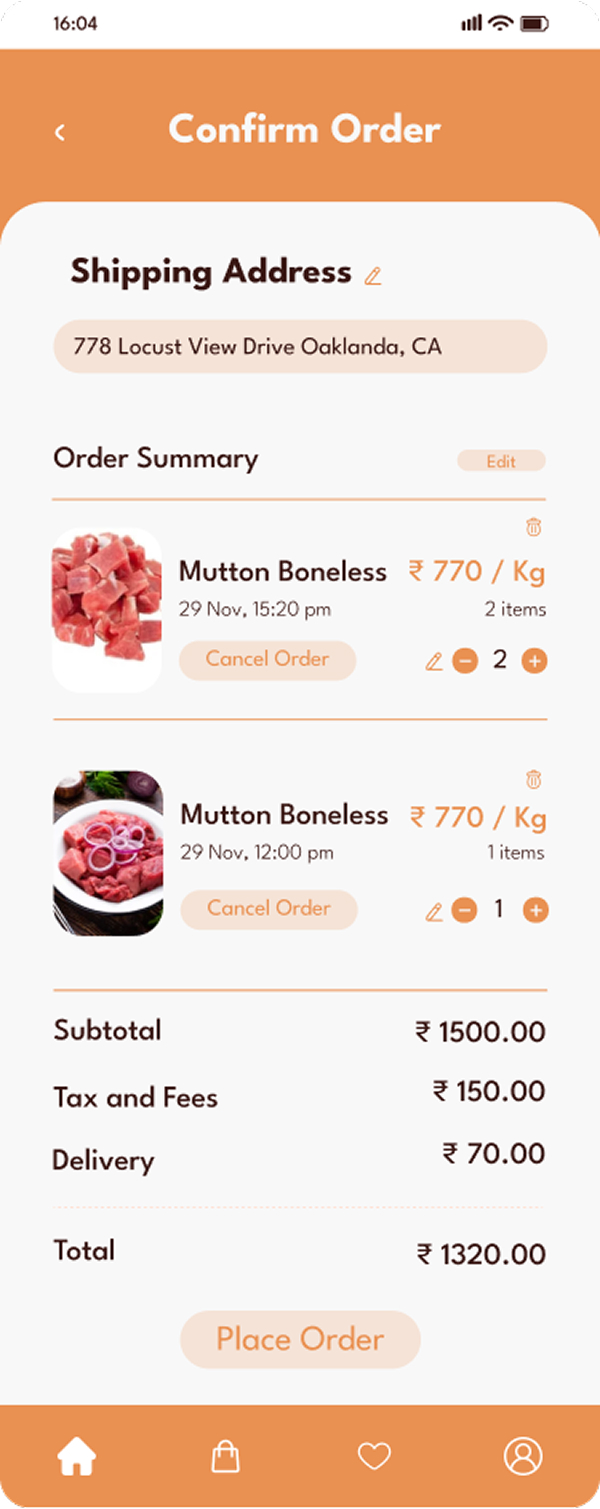 16:04
Confirm Order
Shipping Address
778 Locust View Drive Oaklanda, CA
Order Summary
Edit
Mutton Boneless ₹ 770 / Kg
29 Nov, 15:20 pm 2 items
Cancel Order 2
Mutton Boneless ₹ 770 / Kg
29 Nov, 12:00 pm 1 items
Cancel Order 1
Subtotal ₹ 1500.00
Tax and Fees ₹ 150.00
Delivery ₹ 70.00
Total ₹ 1320.00
Place Order